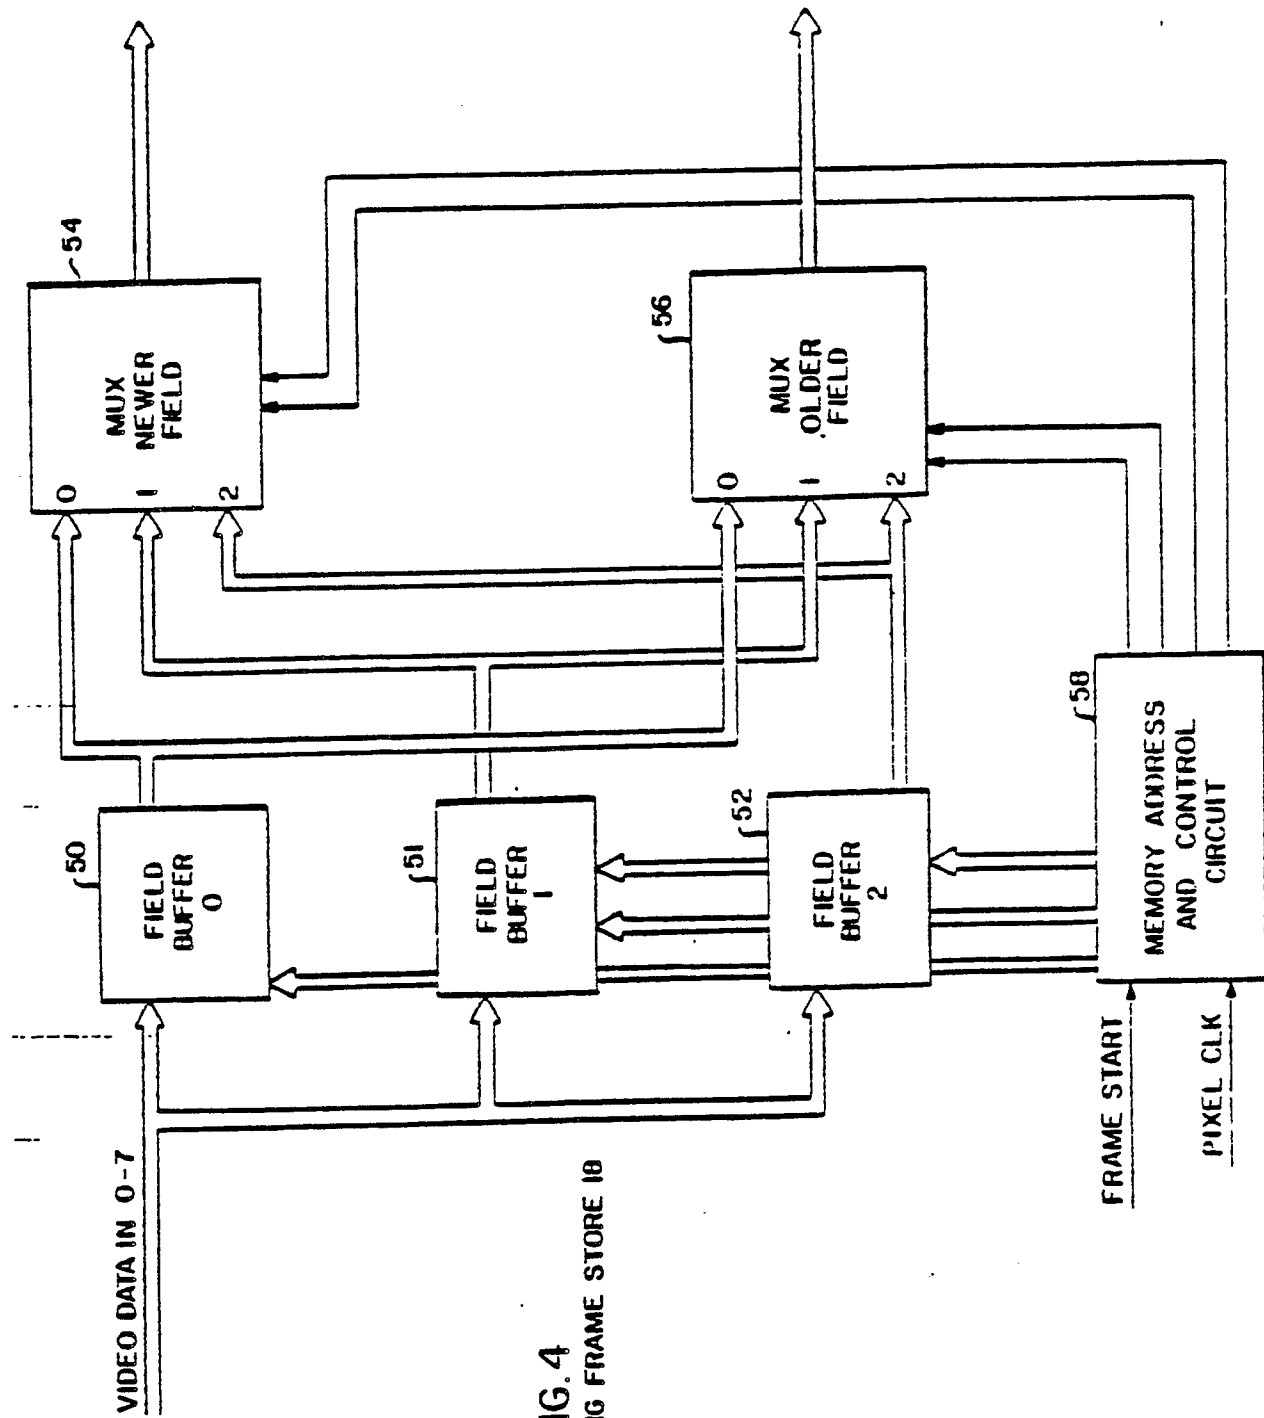 VIDEO DATA IN 0-7
50
FIELD
BUFFER
0
51
FIELD
BUFFER
1
52
FIELD
BUFFER
2
54
MUX
NEWER
FIELD
0
1
2
56
MUX
OLDER
FIELD
0
1
2
58
MEMORY ADDRESS
AND CONTROL
CIRCUIT
FRAME START
PIXEL CLK
IG.4
FRAME STORE 18